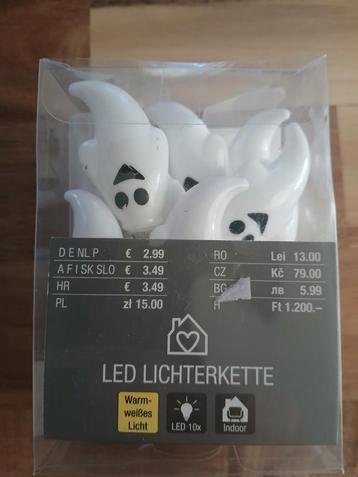 D E NL P € 2.99 RO Lei 13.00
A F I SK SLO € 3.49 CZ Kč 79.00
HR € 3.49 BG лв 5.99
PL zł 15.00 H Ft 1.200.–
LED LICHTERKETTE
Warm-
weißes
Licht
LED 10x
Indoor